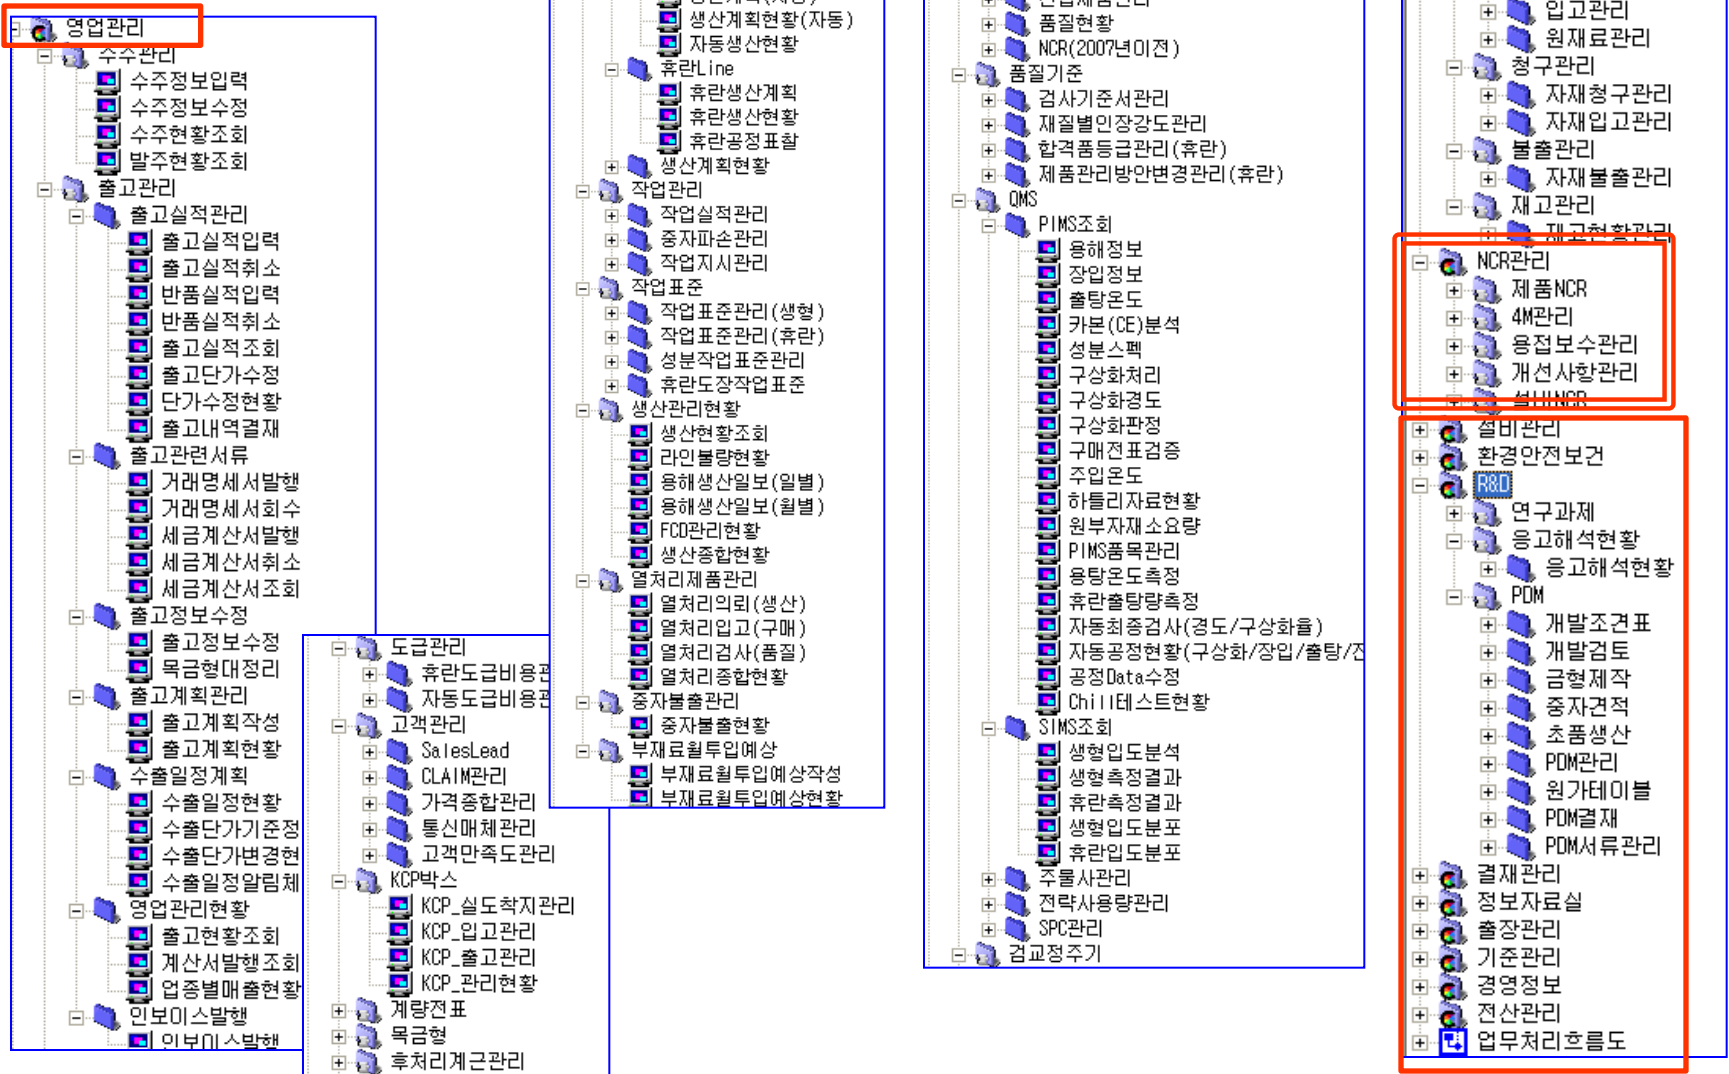 영업관리
수주관리
수주정보입력
수주정보수정
수주현황조회
발주현황조회
출고관리
출고실적관리
출고실적입력
출고실적취소
반품실적입력
반품실적취소
출고실적조회
출고단가수정
단가수정현황
출고내역결재
출고관련서류
거래명세서발행
거래명세서회수
세금계산서발행
세금계산서취소
세금계산서조회
출고정보수정
출고정보수정
목금형대정리
출고계획관리
출고계획작성
출고계획현황
수출일정계획
수출일정현황
수출단가기준정
수출단가변경현
수출일정알림체
영업관리현황
출고현황조회
계산서발행조회
업종별매출현황
인보이스발행
인보이스발행
도급관리
휴란도급비용관
자동도급비용관
고객관리
SalesLead
CLAIM관리
가격종합관리
통신매체관리
고객만족도관리
KCP박스
KCP_실도착지관리
KCP_입고관리
KCP_출고관리
KCP_관리현황
계량전표
목금형
후처리계근관리
생산계획현황(자동)
자동생산현황
휴란Line
휴란생산계획
휴란생산현황
휴란공정표찰
생산계획현황
작업관리
작업실적관리
중자파손관리
작업지시관리
작업표준
작업표준관리(생형)
작업표준관리(휴란)
성분작업표준관리
휴란도장작업표준
생산관리현황
생산현황조회
라인불량현황
용해생산일보(일별)
용해생산일보(월별)
FCD관리현황
생산종합현황
열처리제품관리
열처리의뢰(생산)
열처리입고(구매)
열처리검사(품질)
열처리종합현황
중자불출관리
중자불출현황
부재료월투입예상
부재료월투입예상작성
부재료월투입예상현황
품질현황
NCR(2007년이전)
품질기준
검사기준서관리
재질별인장강도관리
합격품등급관리(휴란)
제품관리방안변경관리(휴란)
QMS
PIMS조회
용해정보
장입정보
출탕온도
카본(CE)분석
성분스펙
구상화처리
구상화경도
구상화판정
구매전표검증
주입온도
하틀리자료현황
원부자재소요량
PIMS품목관리
용탕온도측정
휴란출탕량측정
자동최종검사(경도/구상화율)
자동공정현황(구상화/장입/출탕/진
공정Data수정
Chill테스트현황
SIMS조회
생형입도분석
생형측정결과
휴란측정결과
생형입도분포
휴란입도분포
주물사관리
전략사용량관리
SPC관리
검교정주기
입고관리
원재료관리
청구관리
자재청구관리
자재입고관리
불출관리
자재불출관리
재고관리
재고현황관리
NCR관리
제품NCR
4M관리
용접보수관리
개선사항관리
설비NCR
설비관리
환경안전보건
R&D
연구과제
응고해석현황
응고해석현황
PDM
개발조견표
개발검토
금형제작
중자견적
초품생산
PDM관리
원가테이블
PDM결재
PDM서류관리
결재관리
정보자료실
출장관리
기준관리
경영정보
전산관리
업무처리흐름도